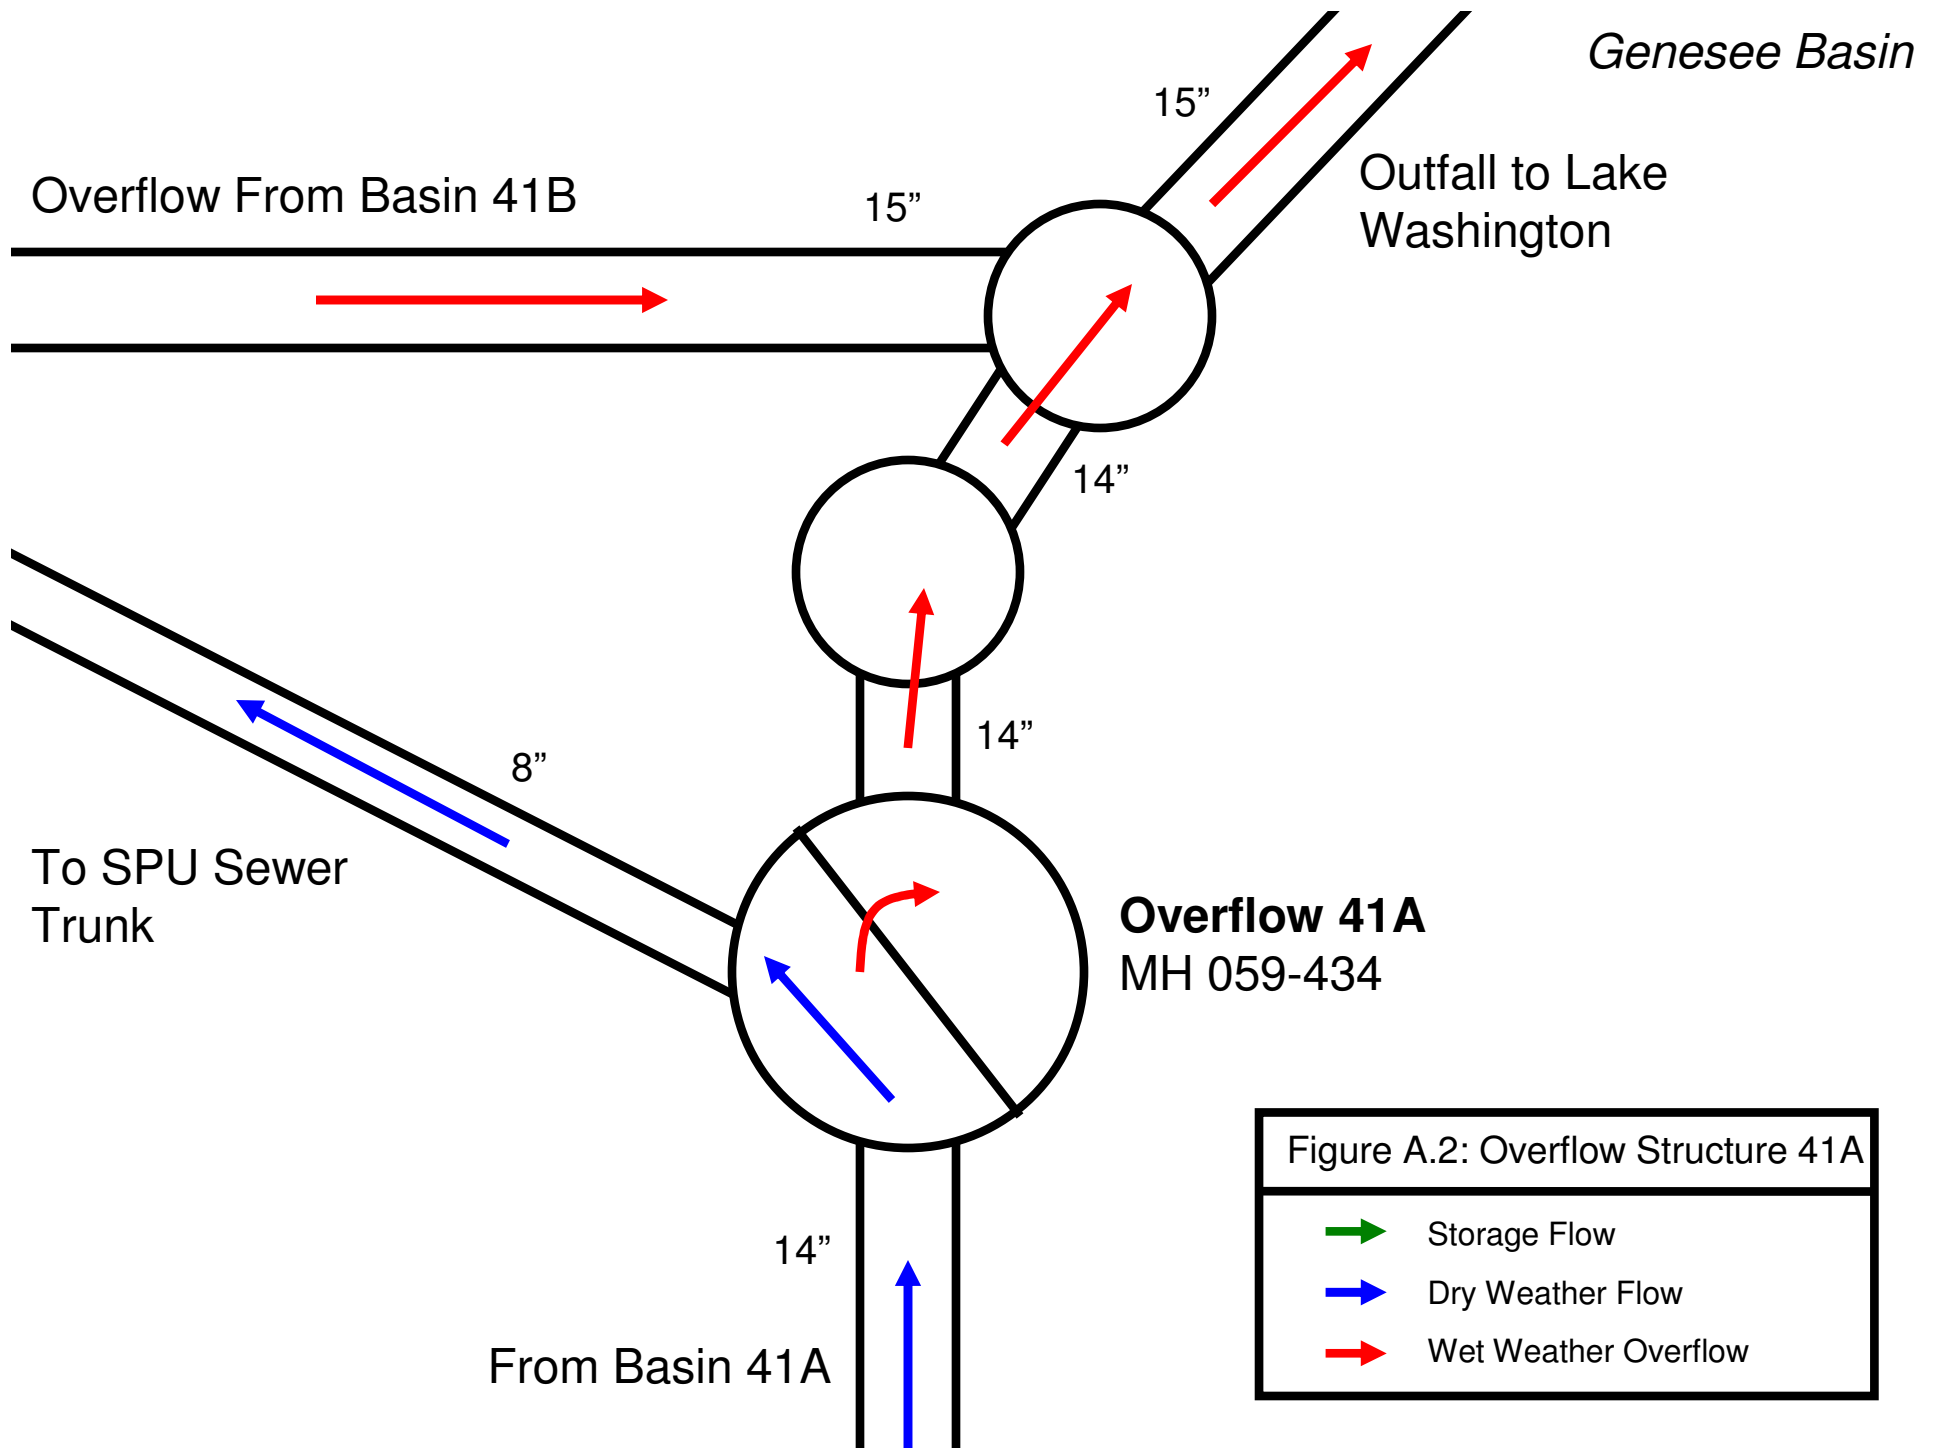 Genesee Basin
15”
Outfall to Lake
Washington
Overflow From Basin 41B
15”
14”
14”
8”
To SPU Sewer
Trunk
Overflow 41A
MH 059-434
14”
From Basin 41A
Figure A.2: Overflow Structure 41A
Storage Flow
Dry Weather Flow
Wet Weather Overflow